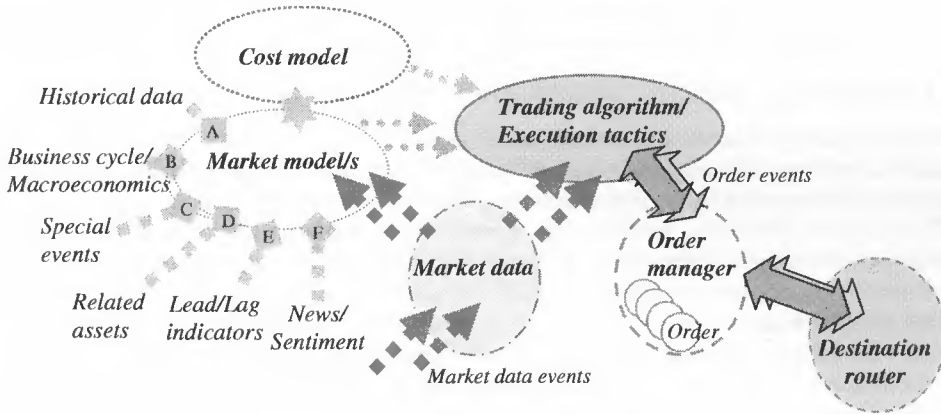 Cost model
Historical data
Trading algorithm/
Execution tactics
A
Business cycle/
Macroeconomics
B
Market model/s
Order events
C
D
E
F
Special
events
Order
manager
Market data
Related
assets
Lead/Lag
indicators
News/
Sentiment
Order
Destination
router
Market data events